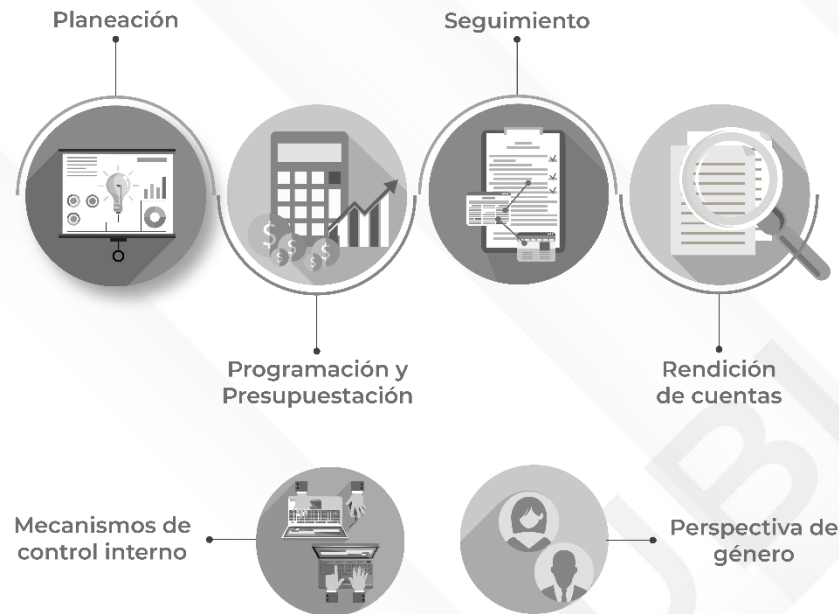 Planeación
Seguimiento
Programación y
Presupuestación
Rendición
de cuentas
Mecanismos de
control interno
Perspectiva de
género